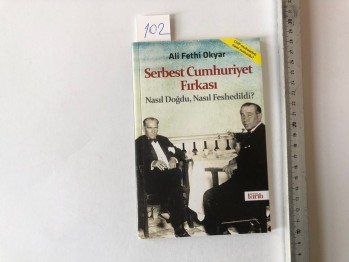 102
Ali Fethi Okyar
Serbest Cumhuriyet
Fırkası
Nasıl Doğdu, Nasıl Feshedildi?
tarih